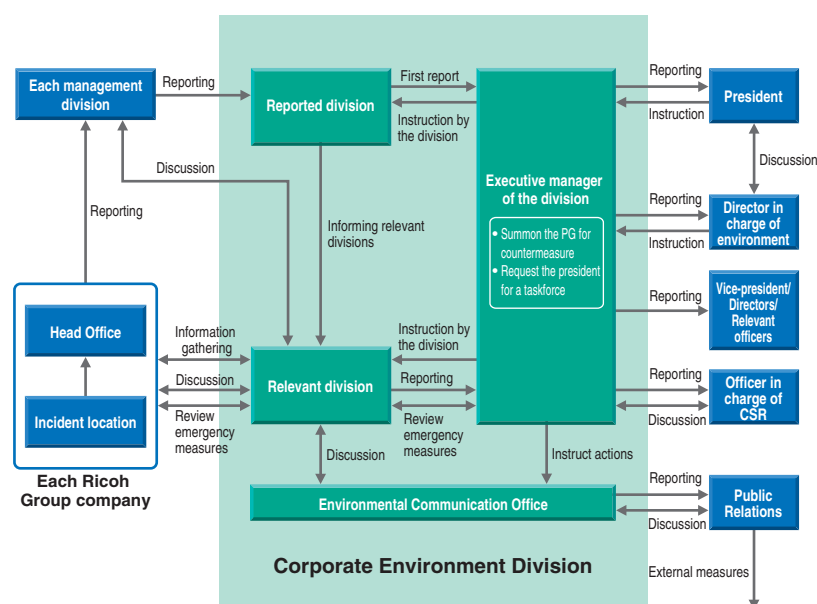 Each management
division
Reporting
Reported division
First report
Instruction by
the division
Reporting
Instruction
President
Discussion
Discussion
Reporting
Informing relevant
divisions
Executive manager
of the division
• Summon the PG for
countermeasure
• Request the president
for a taskforce
Reporting
Instruction
Director in
charge of
environment
Reporting
Vice-president/
Directors/
Relevant
officers
Head Office
Incident location
Each Ricoh
Group company
Information
gathering
Discussion
Review
emergency
measures
Relevant division
Instruction by
the division
Reporting
Review
emergency
measures
Reporting
Discussion
Officer in
charge of
CSR
Discussion
Instruct actions
Environmental Communication Office
Reporting
Discussion
Public
Relations
Corporate Environment Division
External measures